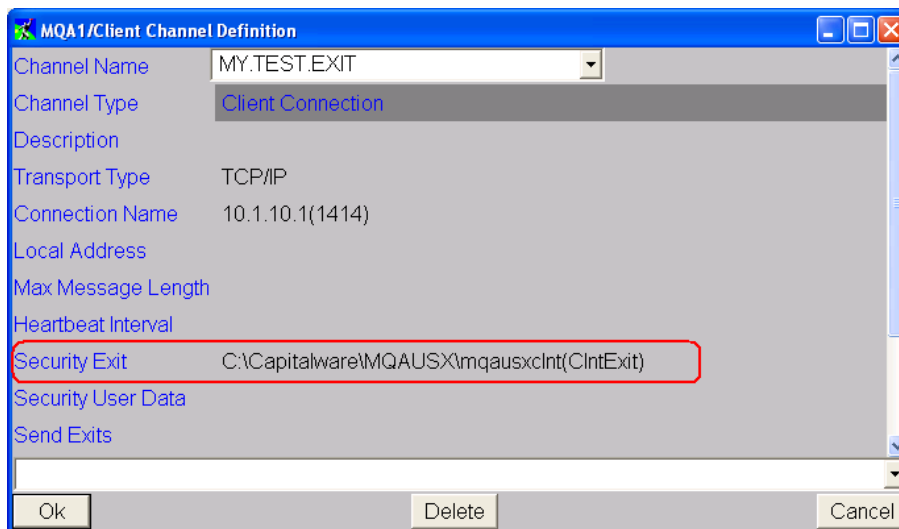 MQA1/Client Channel Definition
Channel Name MY.TEST.EXIT
Channel Type Client Connection
Description
Transport Type TCP/IP
Connection Name 10.1.10.1(1414)
Local Address
Max Message Length
Heartbeat Interval
Security Exit C:\Capitalware\MQAUSX\mqausxclnt(ClntExit)
Security User Data
Send Exits
Ok Delete Cancel